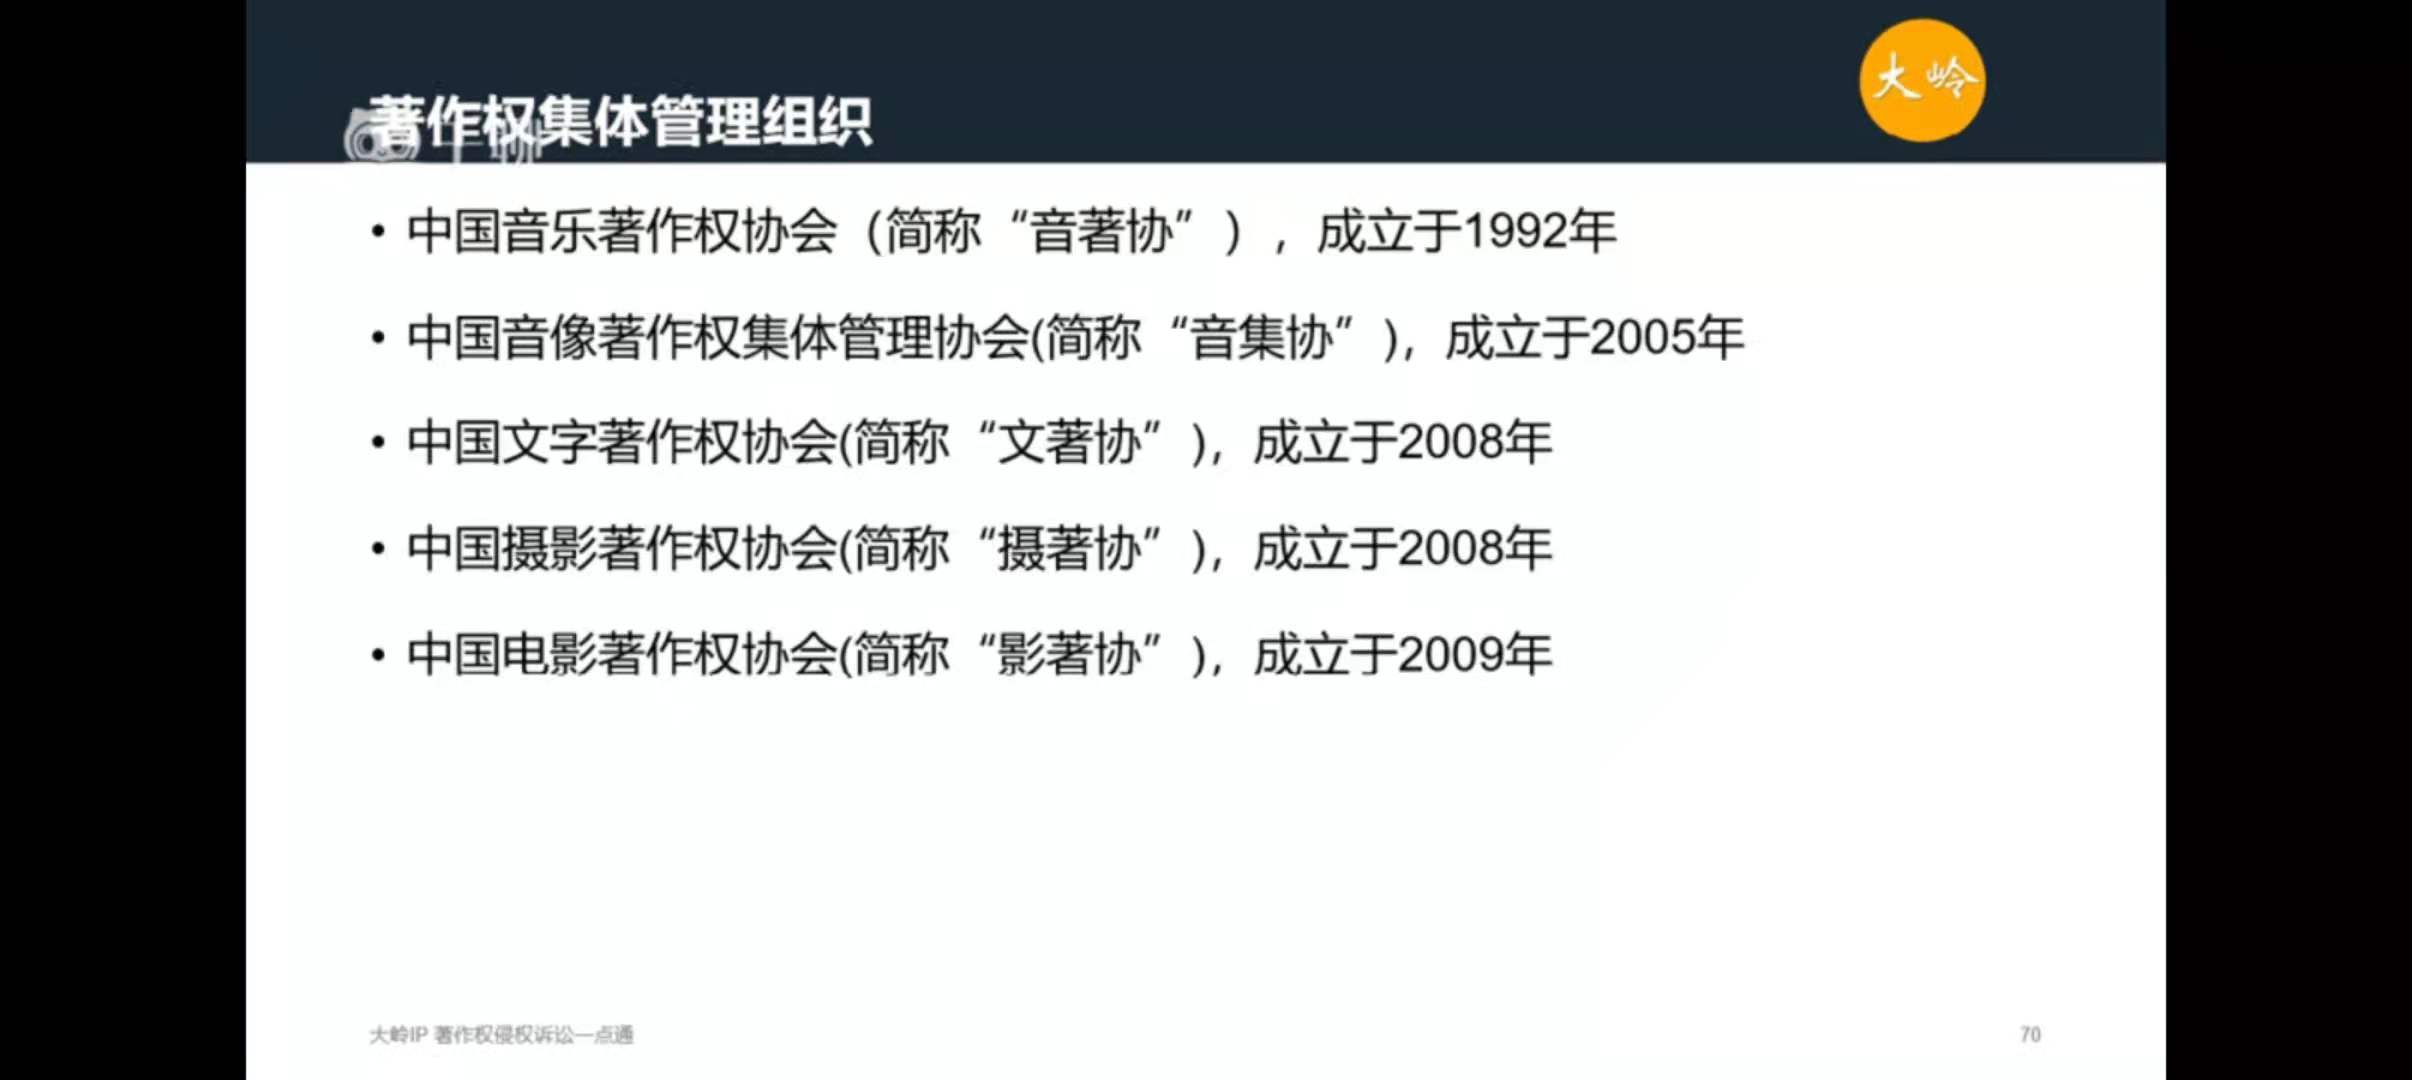 大岭
著作权集体管理组织
• 中国音乐著作权协会（简称“音著协”），成立于1992年
• 中国音像著作权集体管理协会(简称“音集协”)，成立于2005年
• 中国文字著作权协会(简称“文著协”)，成立于2008年
• 中国摄影著作权协会(简称“摄著协”)，成立于2008年
• 中国电影著作权协会(简称“影著协”)，成立于2009年
大岭IP 著作权侵权诉讼一点通
70